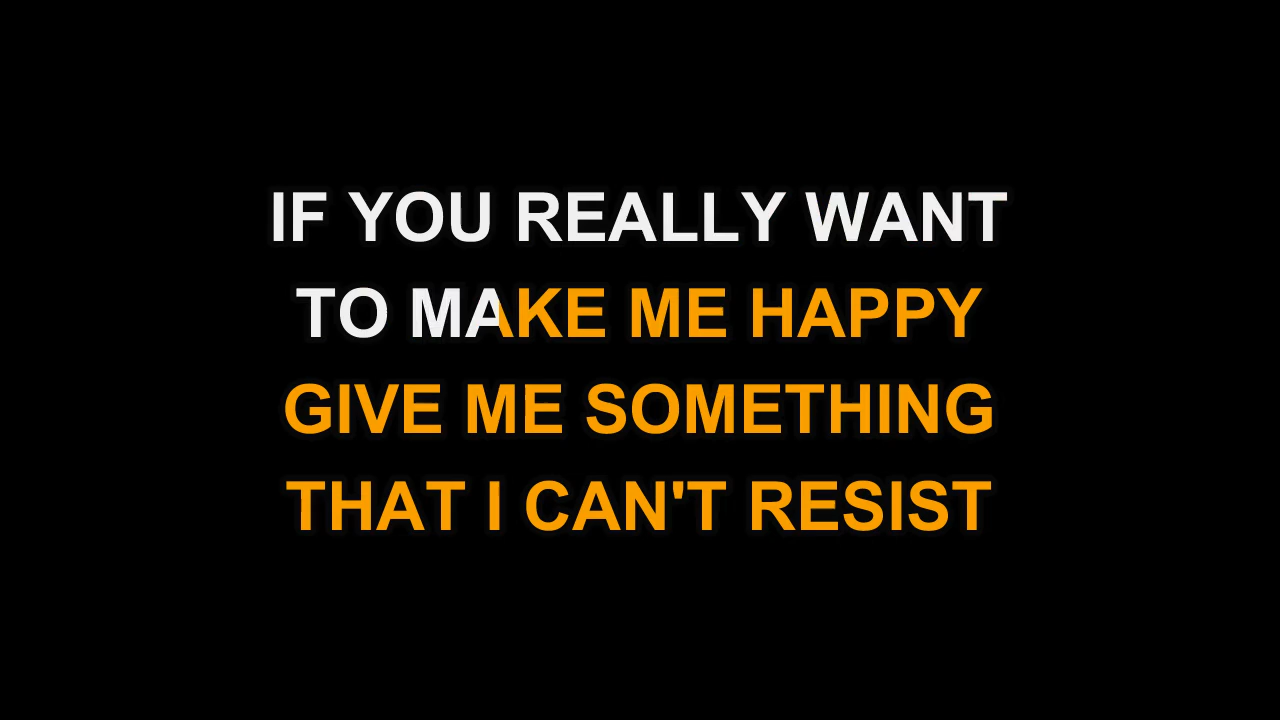 IF YOU REALLY WANT
TO MAKE ME HAPPY
GIVE ME SOMETHING
THAT I CAN'T RESIST